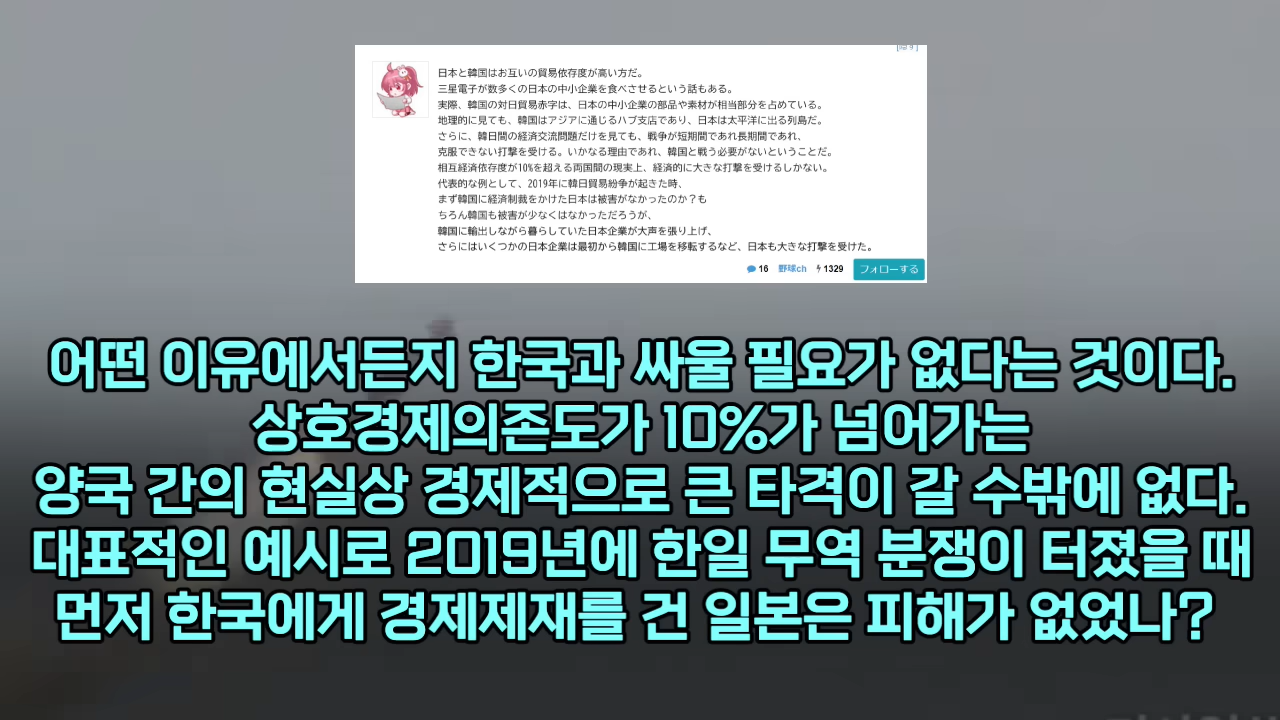 日本と韓国はお互いの貿易依存度が高い方だ。
三星電子が数多くの日本の中小企業を食べさせるという話もある。
実際、韓国の対日貿易赤字は、日本の中小企業の部品や素材が相当部分を占めている。
地理的に見ても、韓国はアジアに通じるハブ支店であり、日本は太平洋に出る列島だ。
さらに、韓日間の経済交流問題だけを見ても、戦争が短期間であれ長期間であれ、
克服できない打撃を受ける。いかなる理由であれ、韓国と戦う必要がないということだ。
相互経済依存度が10%を超える両国間の現実上、経済的に大きな打撃を受けるしかない。
代表的な例として、2019年に韓日貿易紛争が起きた時、
まず韓国に経済制裁をかけた日本は被害がなかったのか?も
ちろん韓国も被害が少なくはなかっただろうが、
韓国に輸出しながら暮らしていた日本企業が大声を張り上げ、
さらにはいくつかの日本企業は最初から韓国に工場を移転するなど、日本も大きな打撃を受けた。
16 野球ch 1329 フォローする
어떤 이유에서든지 한국과 싸울 필요가 없다는 것이다.
상호경제의존도가 10%가 넘어가는
양국 간의 현실상 경제적으로 큰 타격이 갈 수밖에 없다.
대표적인 예시로 2019년에 한일 무역 분쟁이 터졌을 때
먼저 한국에게 경제제재를 건 일본은 피해가 없었나?